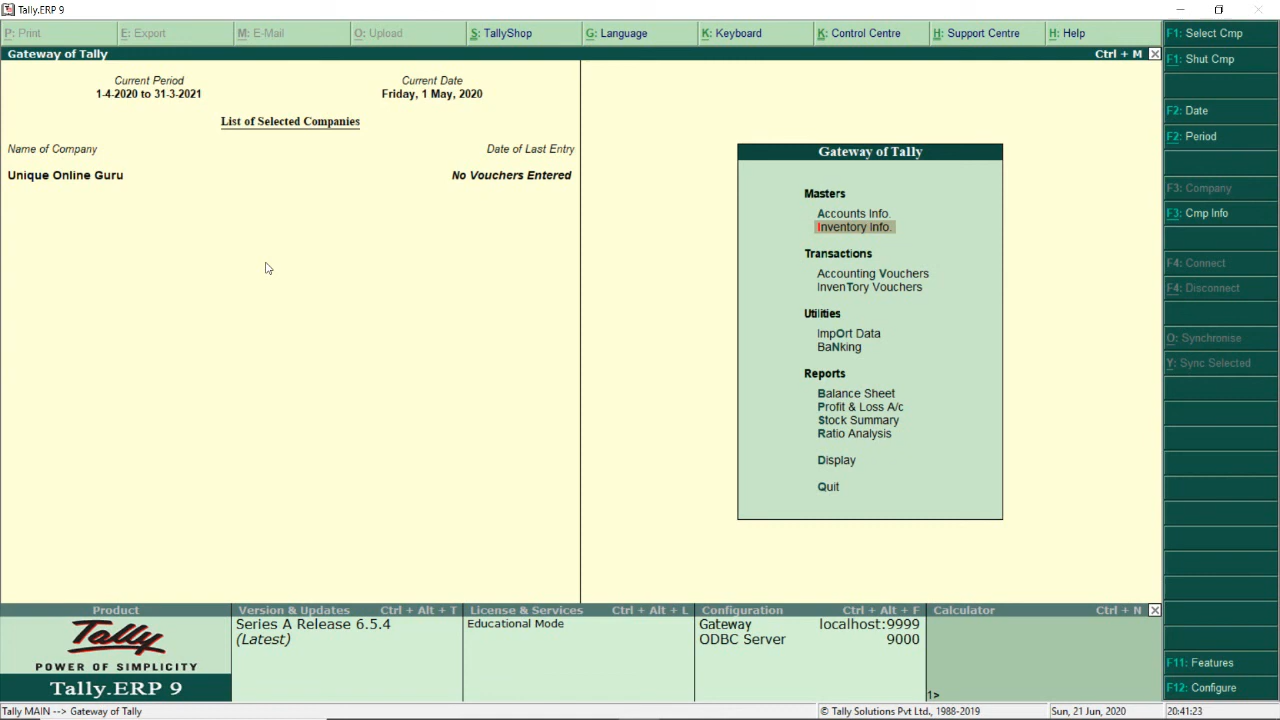 Tally.ERP 9
P: Print
E: Export
M: E-Mail
O: Upload
S: TallyShop
G: Language
K: Keyboard
K: Control Centre
H: Support Centre
H: Help
Gateway of Tally
Ctrl + M
Current Period
1-4-2020 to 31-3-2021
Current Date
Friday, 1 May, 2020
List of Selected Companies
Name of Company
Date of Last Entry
Unique Online Guru
No Vouchers Entered
Gateway of Tally
Masters
Accounts Info.
Inventory Info.
Transactions
Accounting Vouchers
InvenTory Vouchers
Utilities
ImpOrt Data
BaNking
Reports
Balance Sheet
Profit & Loss A/c
Stock Summary
Ratio Analysis
Display
Quit
F1: Select Cmp
F1: Shut Cmp
F2: Date
F2: Period
F3: Company
F3: Cmp Info
F4: Connect
F4: Disconnect
O: Synchronise
Y: Sync Selected
F11: Features
F12: Configure
Product
Tally
POWER OF SIMPLICITY
Tally.ERP 9
Version & Updates Ctrl + Alt + T
Series A Release 6.5.4
(Latest)
License & Services Ctrl + Alt + L
Educational Mode
Configuration Ctrl + Alt + F
Gateway localhost:9999
ODBC Server 9000
Calculator Ctrl + N
1>
Tally MAIN --> Gateway of Tally
© Tally Solutions Pvt Ltd., 1988-2019
Sun, 21 Jun, 2020
20:41:23